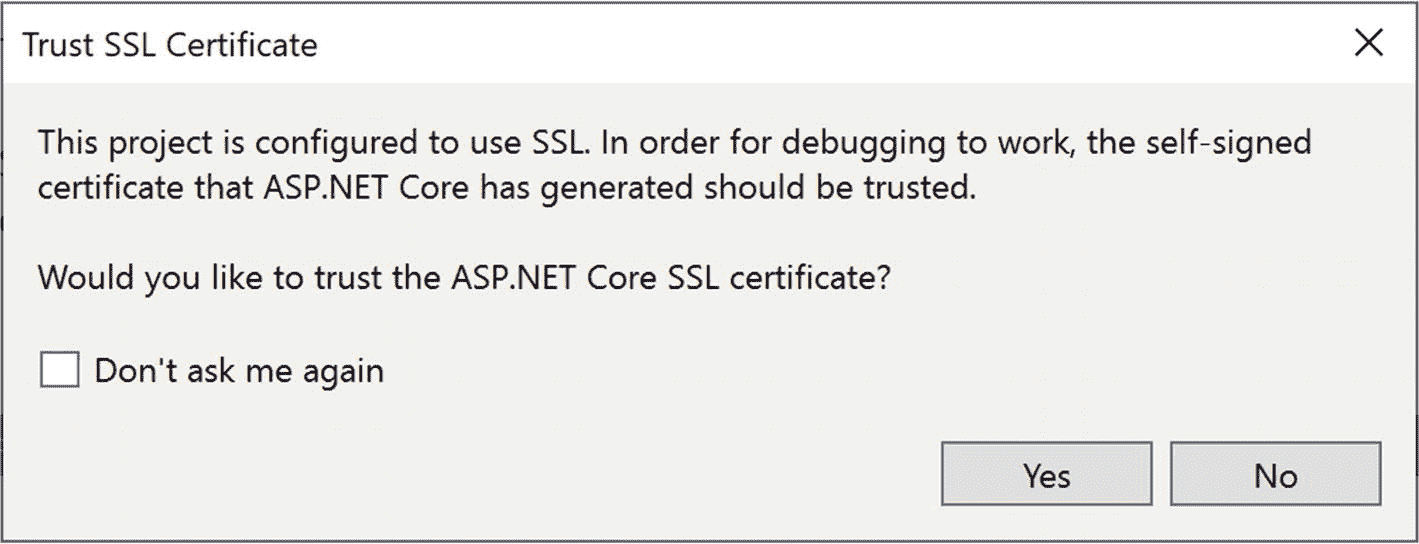 Trust SSL Certificate
This project is configured to use SSL. In order for debugging to work, the self-signed
certificate that ASP.NET Core has generated should be trusted.
Would you like to trust the ASP.NET Core SSL certificate?
Don't ask me again
Yes No